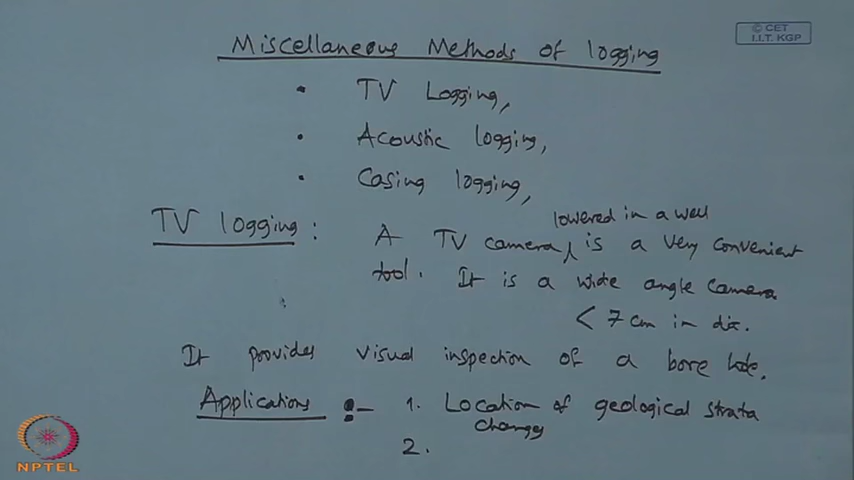 © CET
I.I.T. KGP
Miscellaneous Methods of logging
• TV Logging,
• Acoustic logging,
• Casing logging,
TV logging : A TV camera, lowered in a well is a very convenient
tool. It is a wide angle camera
< 7 cm in dia.
It provides visual inspection of a bore hole.
Applications :- 1. Location of geological strata
changes
2.
NPTEL